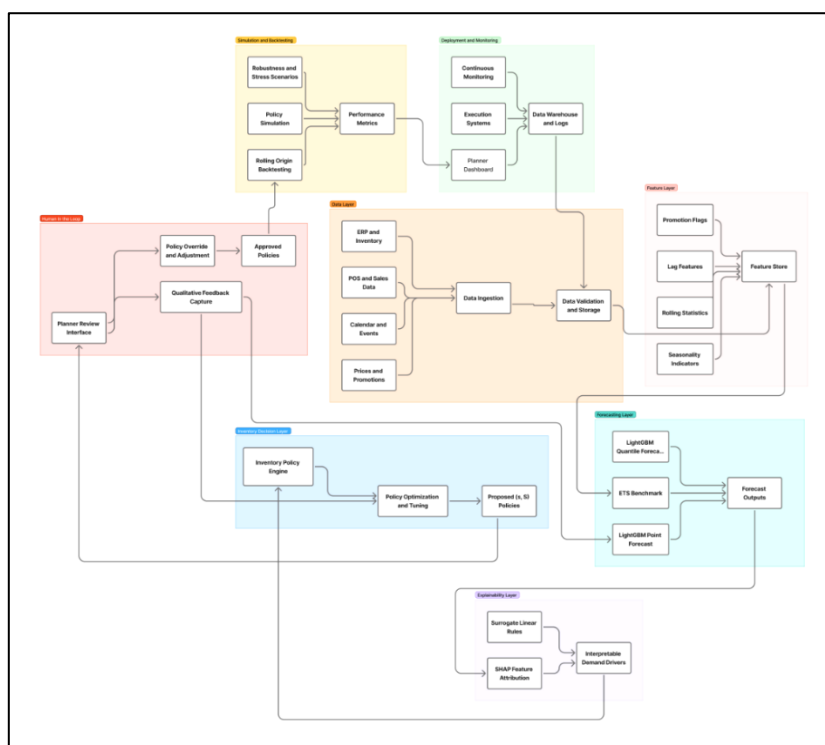 Simulation and Backtesting
Robustness and
Stress Scenarios
Policy
Simulation
Rolling Origin
Backtesting
Performance
Metrics
Deployment and Monitoring
Continuous
Monitoring
Execution
Systems
Planner
Dashboard
Data Warehouse
and Logs
Human in the Loop
Policy Override
and Adjustment
Approved
Policies
Qualitative Feedback
Capture
Planner Review
Interface
Data Layer
ERP and
Inventory
POS and Sales
Data
Calendar and
Events
Prices and
Promotions
Data Ingestion
Data Validation
and Storage
Feature Layer
Promotion Flags
Lag Features
Rolling Statistics
Seasonality
Indicators
Feature Store
Inventory Decision Layer
Inventory Policy
Engine
Policy Optimization
and Tuning
Proposed (s, S)
Policies
Forecasting Layer
LightGBM
Quantile Foreca...
ETS Benchmark
LightGBM Point
Forecast
Forecast
Outputs
Explainability Layer
Surrogate Linear
Rules
SHAP Feature
Attribution
Interpretable
Demand Drivers